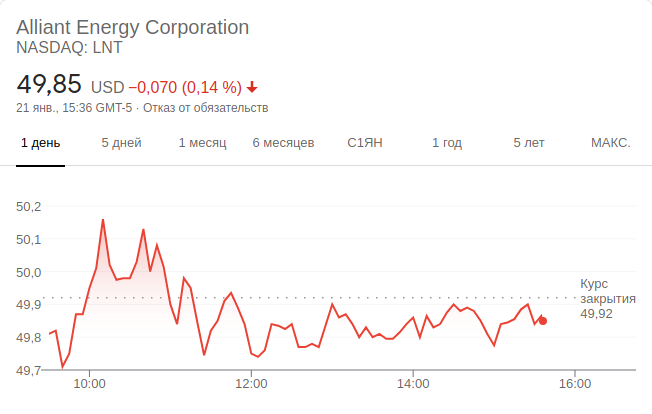 Alliant Energy Corporation
NASDAQ: LNT
49,85 USD −0,070 (0,14 %)
21 янв., 15:36 GMT-5 · Отказ от обязательств
1 день 5 дней 1 месяц 6 месяцев С1ЯН 1 год 5 лет МАКС.
50,2
50,1
50,0
49,9
49,8
49,7
Курс
закрытия
49,92
10:00 12:00 14:00 16:00